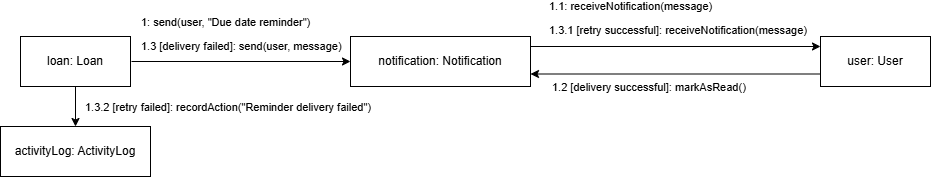 1.1: receiveNotification(message)
1: send(user, "Due date reminder")
1.3.1 [retry successful]: receiveNotification(message)
1.3 [delivery failed]: send(user, message)
loan: Loan
notification: Notification
user: User
1.2 [delivery successful]: markAsRead()
1.3.2 [retry failed]: recordAction("Reminder delivery failed")
activityLog: ActivityLog